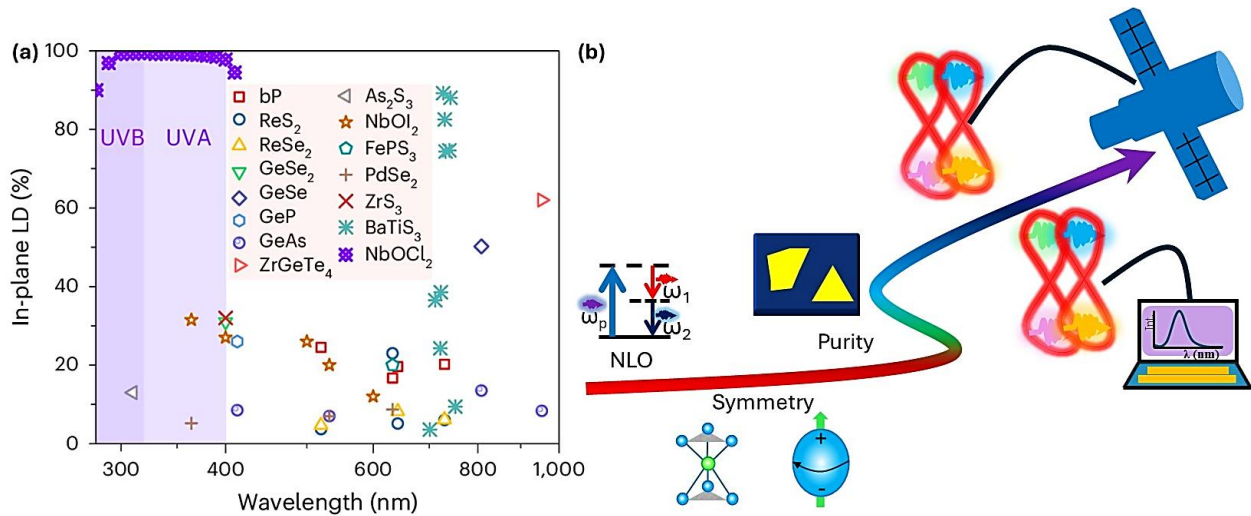 (a)
100
80
60
40
20
0
In-plane LD (%)
UVB
UVA
bP
ReS₂
ReSe₂
GeSe₂
GeSe
GeP
GeAs
ZrGeTe₄
As₂S₃
NbOI₂
FePS₃
PdSe₂
ZrS₃
BaTiS₃
NbOCl₂
300
400
600
800
1,000
Wavelength (nm)
(b)
ωp
ω₁
ω₂
NLO
Purity
Symmetry
+
-
Int.
λ (nm)